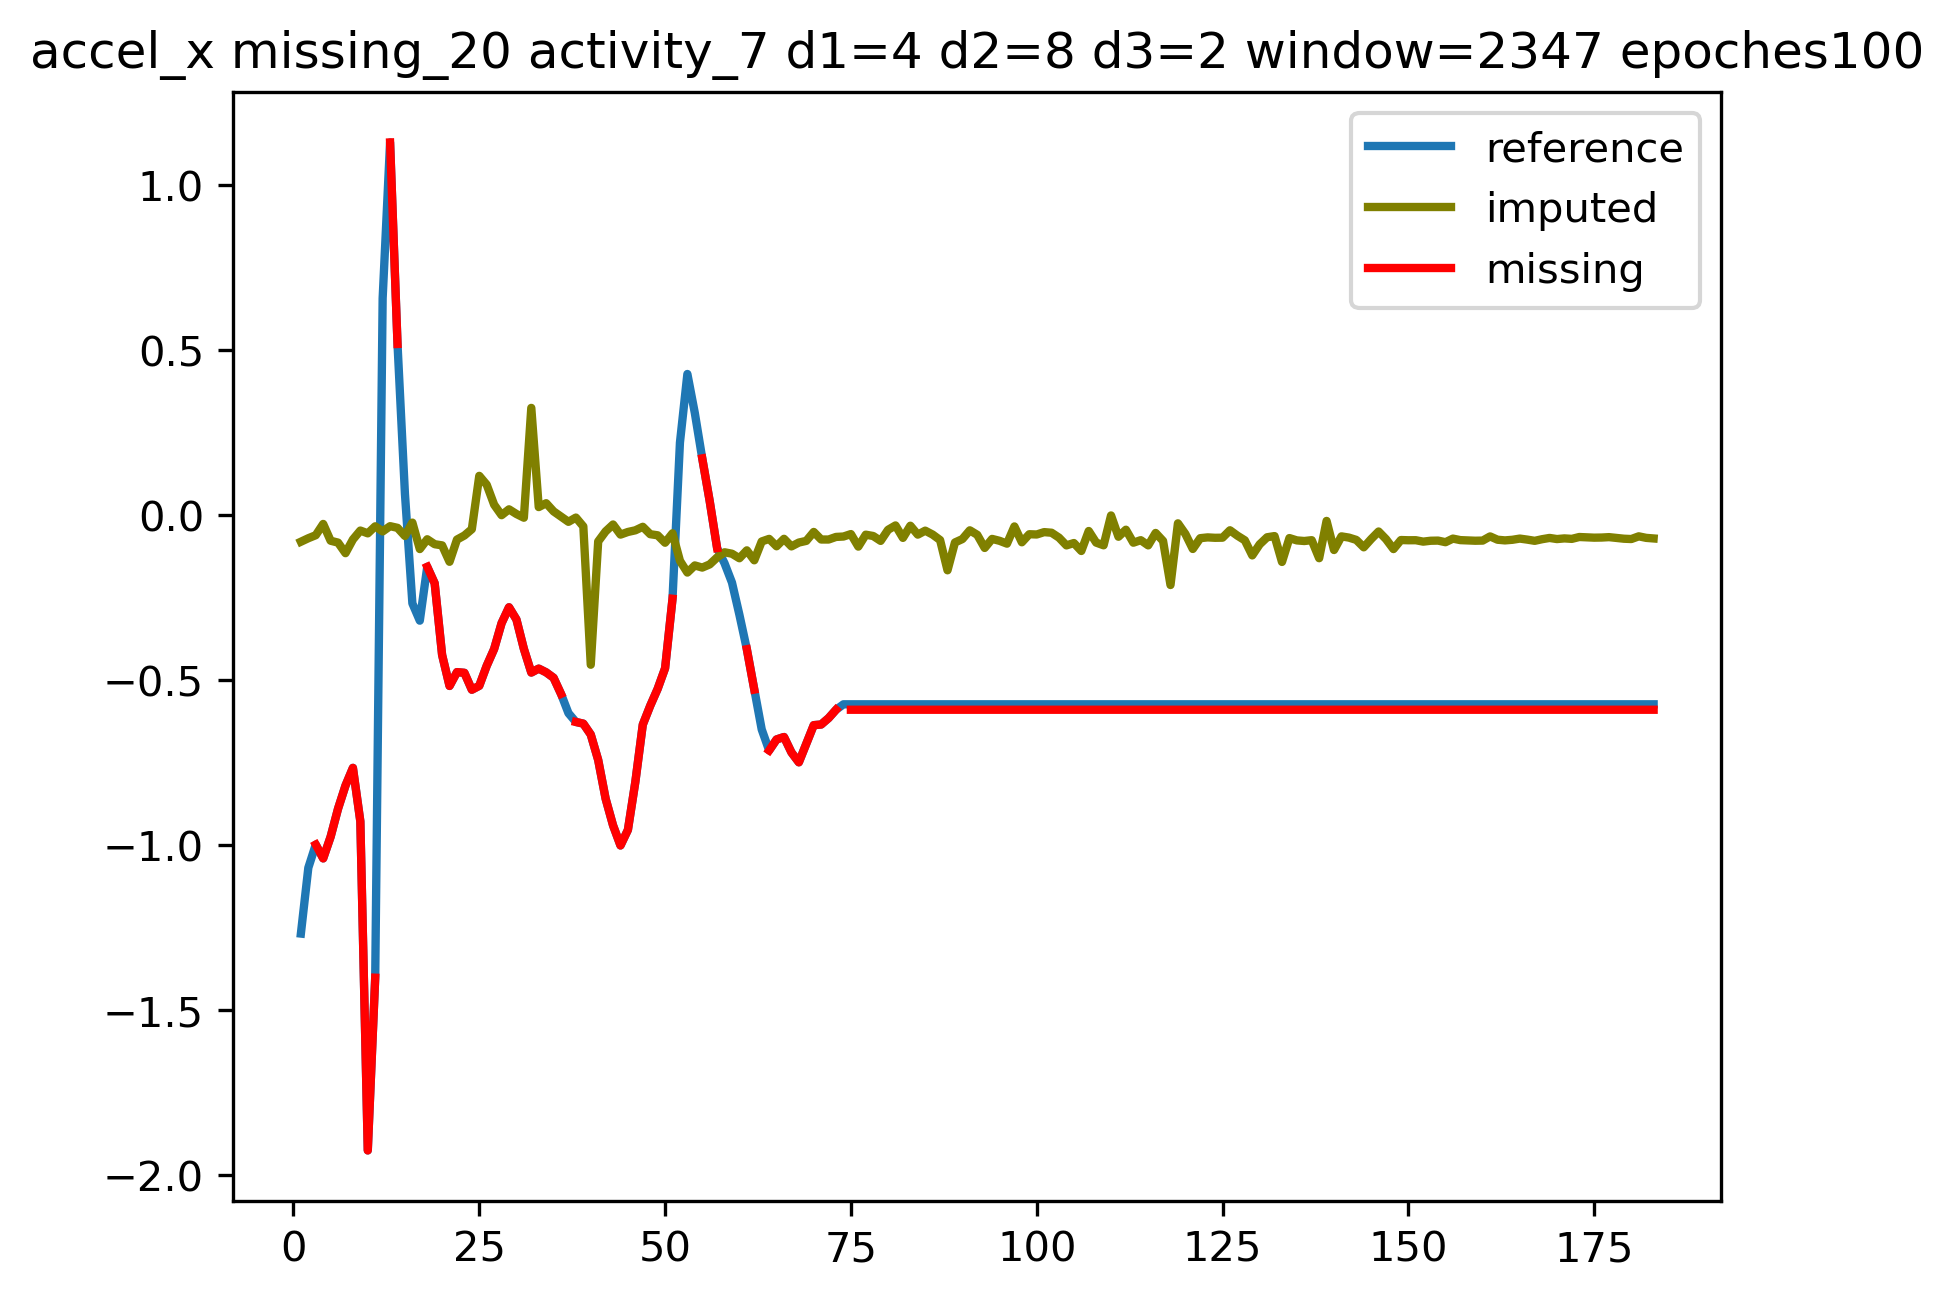 accel_x missing_20 activity_7 d1=4 d2=8 d3=2 window=2347 epoches100
reference
imputed
missing
1.0
0.5
0.0
−0.5
−1.0
−1.5
−2.0
0 25 50 75 100 125 150 175